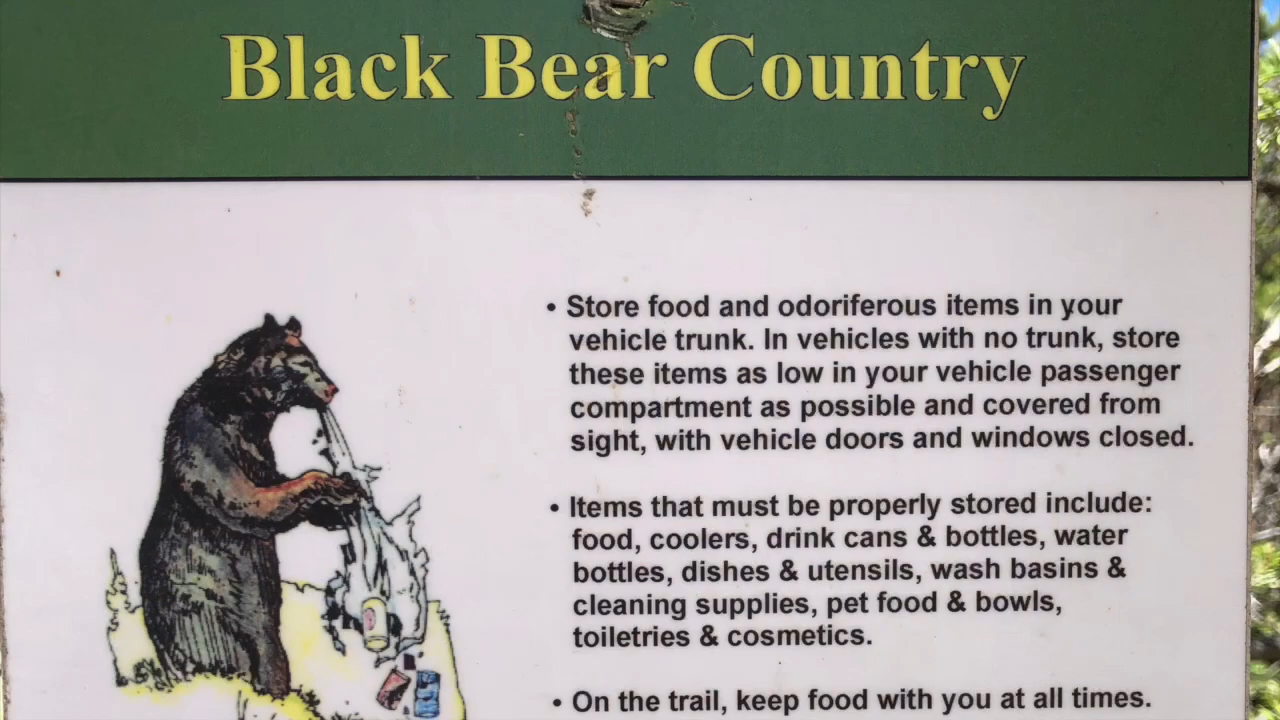 Black Bear Country
• Store food and odoriferous items in your
vehicle trunk. In vehicles with no trunk, store
these items as low in your vehicle passenger
compartment as possible and covered from
sight, with vehicle doors and windows closed.
• Items that must be properly stored include:
food, coolers, drink cans & bottles, water
bottles, dishes & utensils, wash basins &
cleaning supplies, pet food & bowls,
toiletries & cosmetics.
• On the trail, keep food with you at all times.